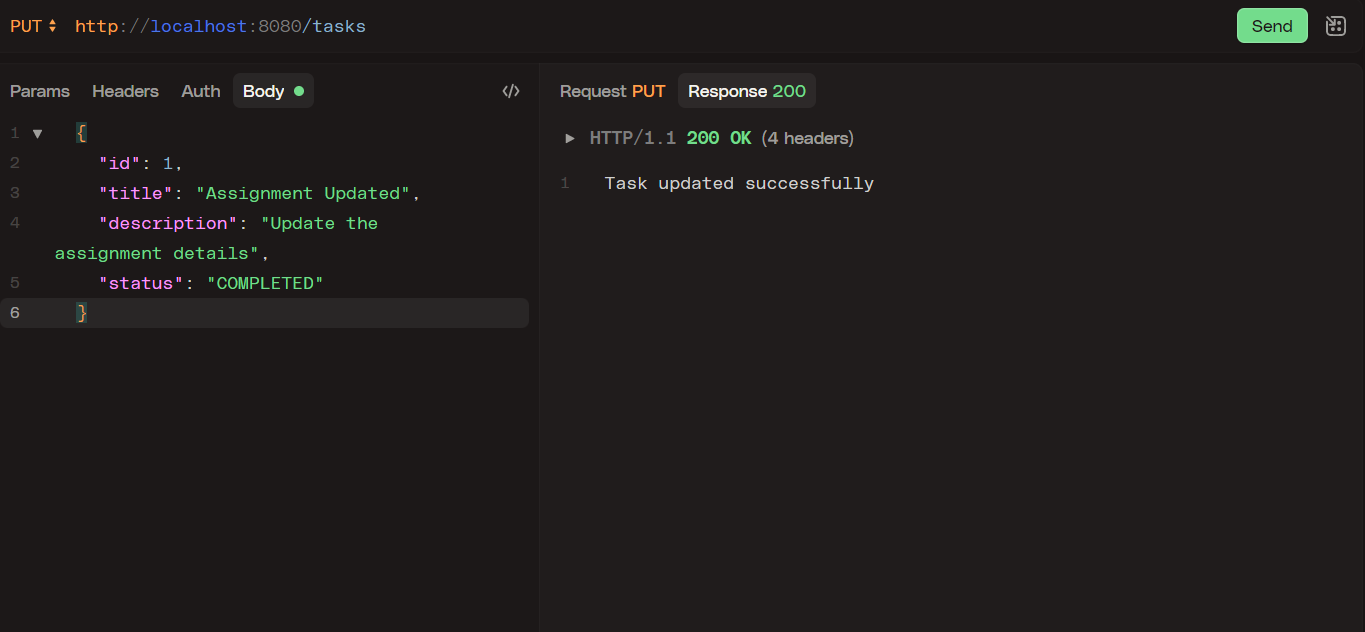 PUT http://localhost:8080/tasks Send
Params Headers Auth Body </>
1 {
2 "id": 1,
3 "title": "Assignment Updated",
4 "description": "Update the
assignment details",
5 "status": "COMPLETED"
6 }
Request PUT Response 200
HTTP/1.1 200 OK (4 headers)
1 Task updated successfully